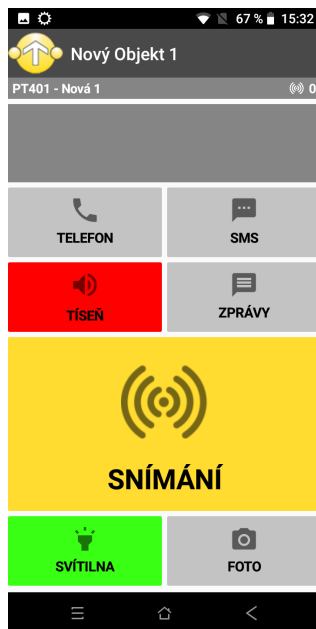 67 % 15:32
Nový Objekt 1
PT401 - Nová 1 0
TELEFON SMS
TÍSEŇ ZPRÁVY
SNÍMÁNÍ
SVÍTILNA FOTO